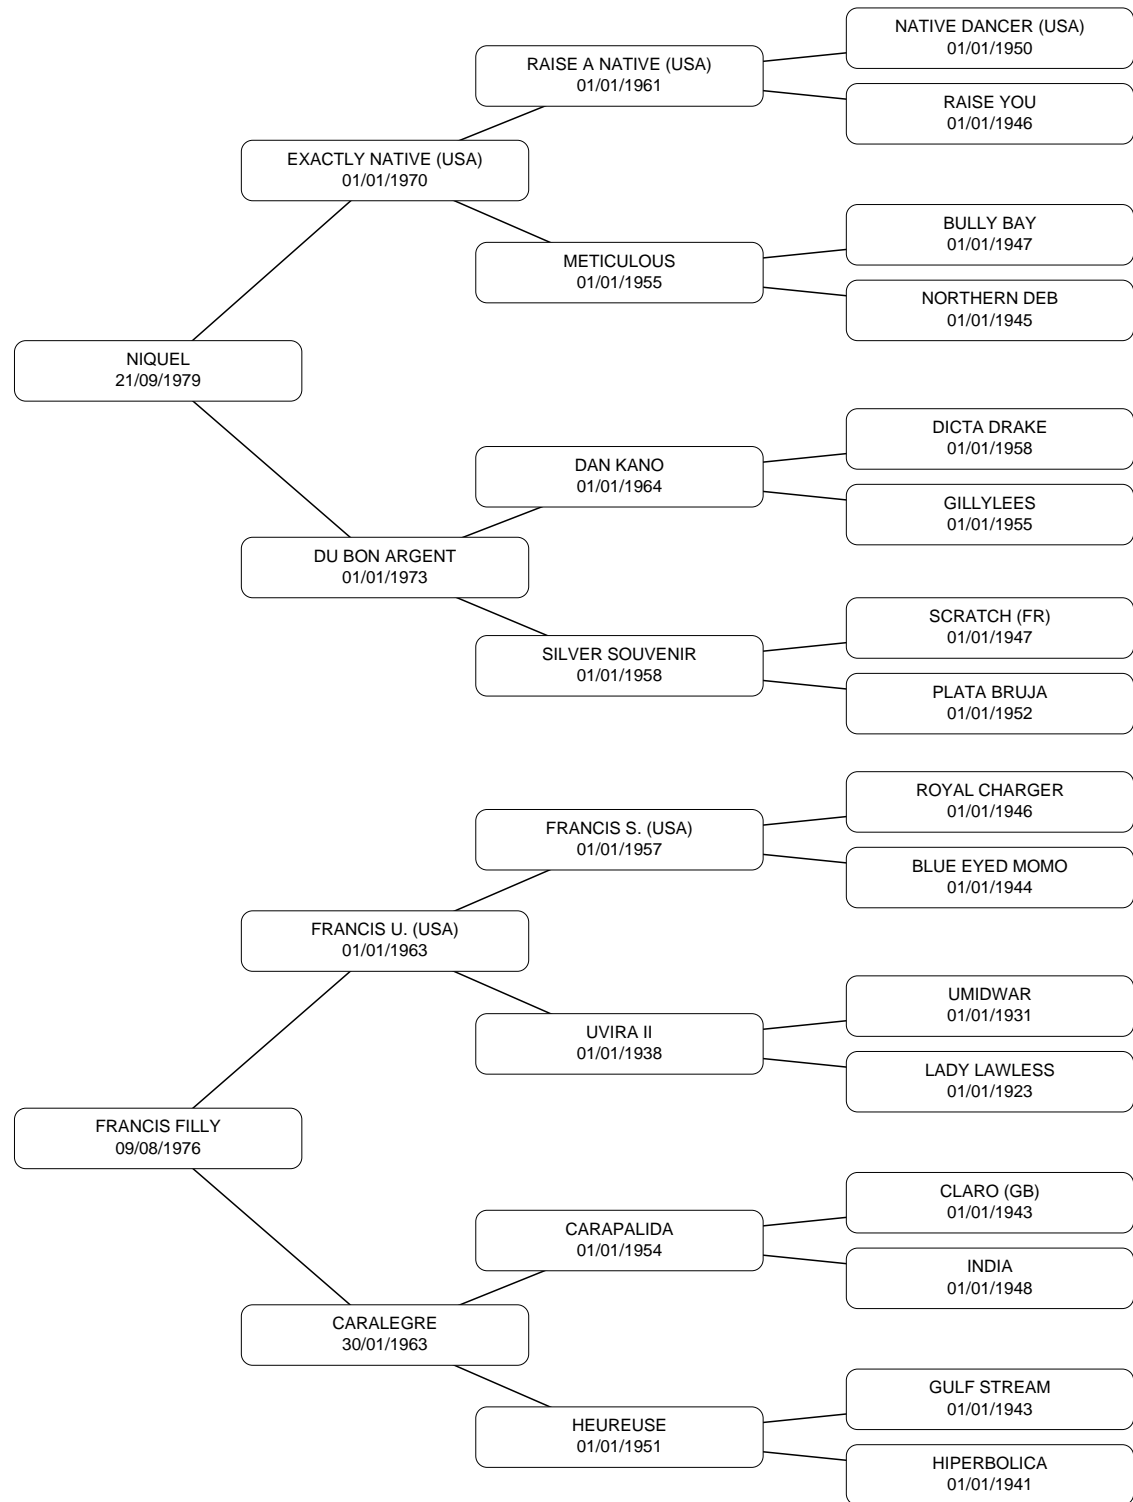 NATIVE DANCER (USA)
01/01/1950
RAISE A NATIVE (USA)
01/01/1961
RAISE YOU
01/01/1946
EXACTLY NATIVE (USA)
01/01/1970
BULLY BAY
01/01/1947
METICULOUS
01/01/1955
NORTHERN DEB
01/01/1945
NIQUEL
21/09/1979
DICTA DRAKE
01/01/1958
DAN KANO
01/01/1964
GILLYLEES
01/01/1955
DU BON ARGENT
01/01/1973
SCRATCH (FR)
01/01/1947
SILVER SOUVENIR
01/01/1958
PLATA BRUJA
01/01/1952
ROYAL CHARGER
01/01/1946
FRANCIS S. (USA)
01/01/1957
BLUE EYED MOMO
01/01/1944
FRANCIS U. (USA)
01/01/1963
UMIDWAR
01/01/1931
UVIRA II
01/01/1938
LADY LAWLESS
01/01/1923
FRANCIS FILLY
09/08/1976
CLARO (GB)
01/01/1943
CARAPALIDA
01/01/1954
INDIA
01/01/1948
CARALEGRE
30/01/1963
GULF STREAM
01/01/1943
HEUREUSE
01/01/1951
HIPERBOLICA
01/01/1941